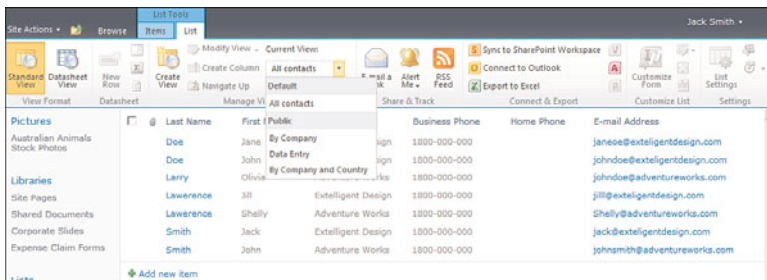 List Tools
Jack Smith
Site Actions Browse Items List
Modify View Current View: Sync to SharePoint Workspace
Create Column All contacts Connect to Outlook
Standard View Datasheet View New Row Create View Navigate Up Default Alert Me RSS Feed Export to Excel Customize Form List Settings
View Format Datasheet All contacts Share & Track Connect & Export Customize List Settings
Pictures Last Name Public Business Phone Home Phone E-mail Address
Australian Animals Doe Jane By Company 1800-000-000 janeoe@exteligentdesign.com
Stock Photos
Doe John Data Entry 1800-000-000 johndoe@exteligentdesign.com
By Company and Country
Libraries Larry Olivia 1800-000-000 johndoe@adventureworks.com
Site Pages Lawerence Jill Extelligent Design 1800-000-000 jilll@exteligentdesign.com
Shared Documents Lawerence Shelly Adventure Works 1800-000-000 Shelly@adventureworks.com
Corporate Slides Smith Jack Extelligent Design 1800-000-000 jack@exteligentdesign.com
Expense Claim Forms Smith John Adventure Works 1800-000-000 johnsmith@adventureworks.com
Lists Add new item